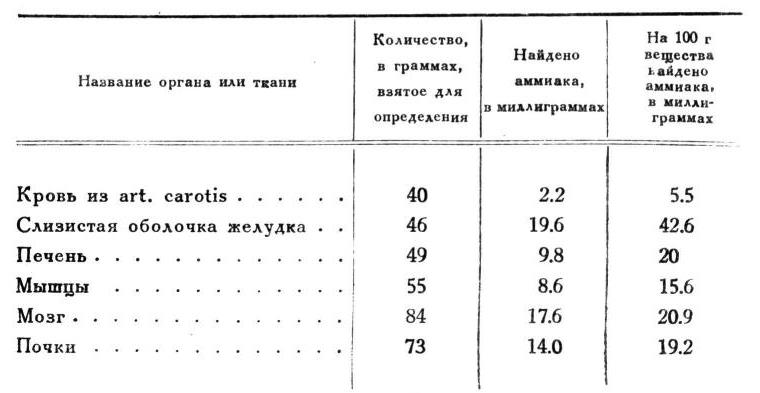 Название органа или ткани
Количество,
в граммах,
взятое для
определения
Найдено
аммиака,
в миллиграммах
На 100 г
вещества
найдено
аммиака,
в милли-
граммах
Кровь из art. carotis . . . . . . 40 2.2 5.5
Слизистая оболочка желудка . . 46 19.6 42.6
Печень . . . . . . . . . . . . . . 49 9.8 20
Мышцы . . . . . . . . . . . . 55 8.6 15.6
Мозг . . . . . . . . . . . . . . . 84 17.6 20.9
Почки . . . . . . . . . . . . . 73 14.0 19.2